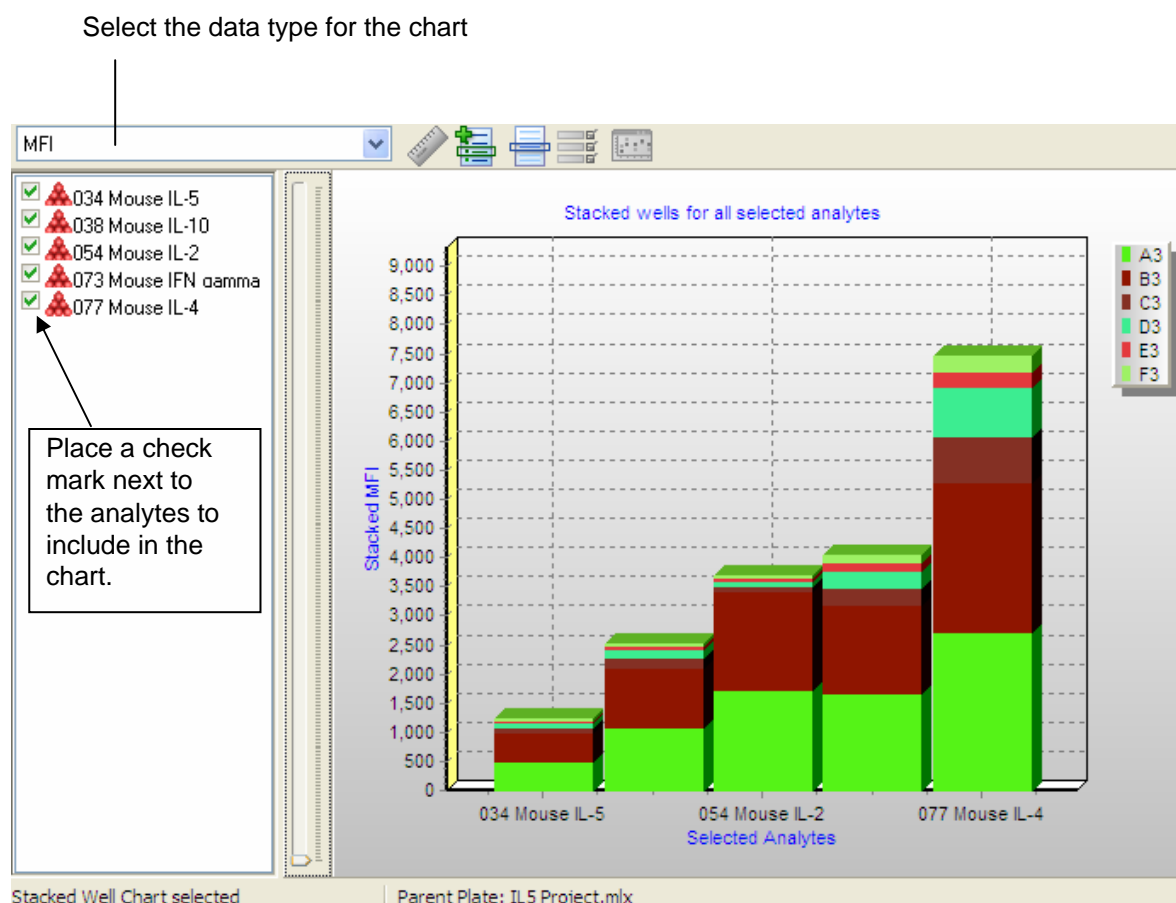 Select the data type for the chart
MFI
034 Mouse IL-5
038 Mouse IL-10
054 Mouse IL-2
073 Mouse IFN gamma
077 Mouse IL-4
Place a check
mark next to
the analytes to
include in the
chart.
Stacked wells for all selected analytes
9,000
8,500
8,000
7,500
7,000
6,500
6,000
5,500
5,000
4,500
4,000
3,500
3,000
2,500
2,000
1,500
1,000
500
0
Stacked MFI
034 Mouse IL-5
054 Mouse IL-2
077 Mouse IL-4
Selected Analytes
A3
B3
C3
D3
E3
F3
Stacked Well Chart selected
Parent Plate: IL5 Project.mlx